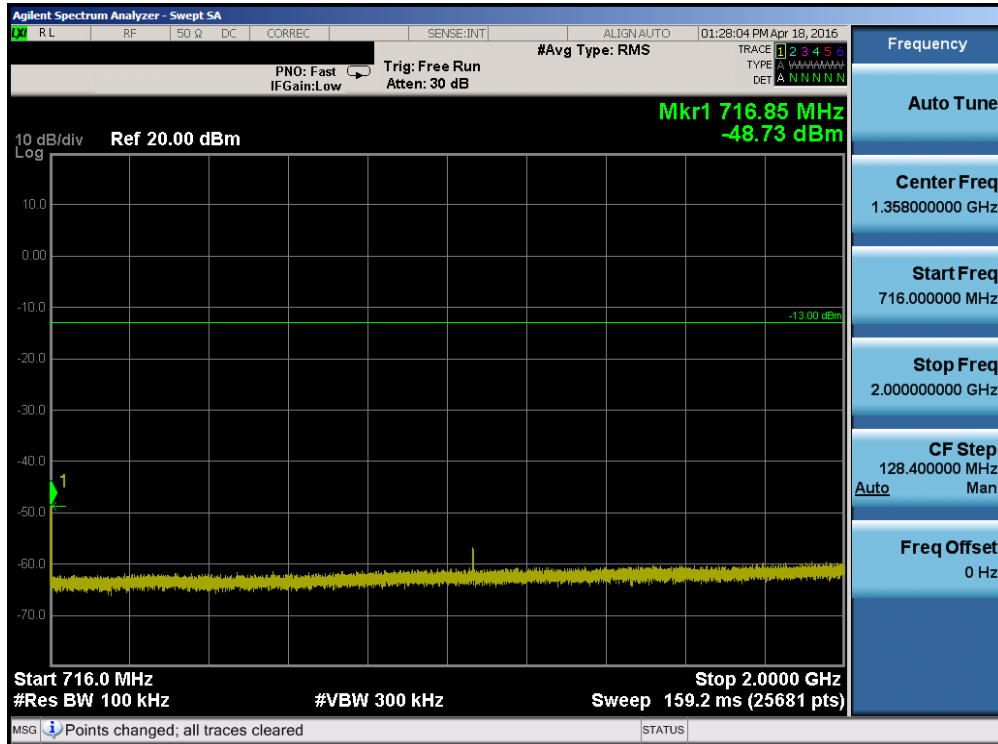 Agilent Spectrum Analyzer - Swept SA
LXI RL RF 50 Ω DC CORREC SENSE:INT ALIGN AUTO 01:28:04 PM Apr 18, 2016
#Avg Type: RMS
TRACE 1 2 3 4 5 6
TYPE A WWWWW
DET A N N N N N
PNO: Fast
IFGain:Low
Trig: Free Run
Atten: 30 dB
Mkr1 716.85 MHz
-48.73 dBm
10 dB/div
Log
Ref 20.00 dBm
10.0
0.00
-10.0
-13.00 dBm
-20.0
-30.0
-40.0
1
-50.0
-60.0
-70.0
Start 716.0 MHz
Stop 2.0000 GHz
#Res BW 100 kHz
#VBW 300 kHz
Sweep 159.2 ms (25681 pts)
MSG Points changed; all traces cleared
STATUS
Frequency
Auto Tune
Center Freq
1.358000000 GHz
Start Freq
716.000000 MHz
Stop Freq
2.000000000 GHz
CF Step
128.400000 MHz
Auto Man
Freq Offset
0 Hz